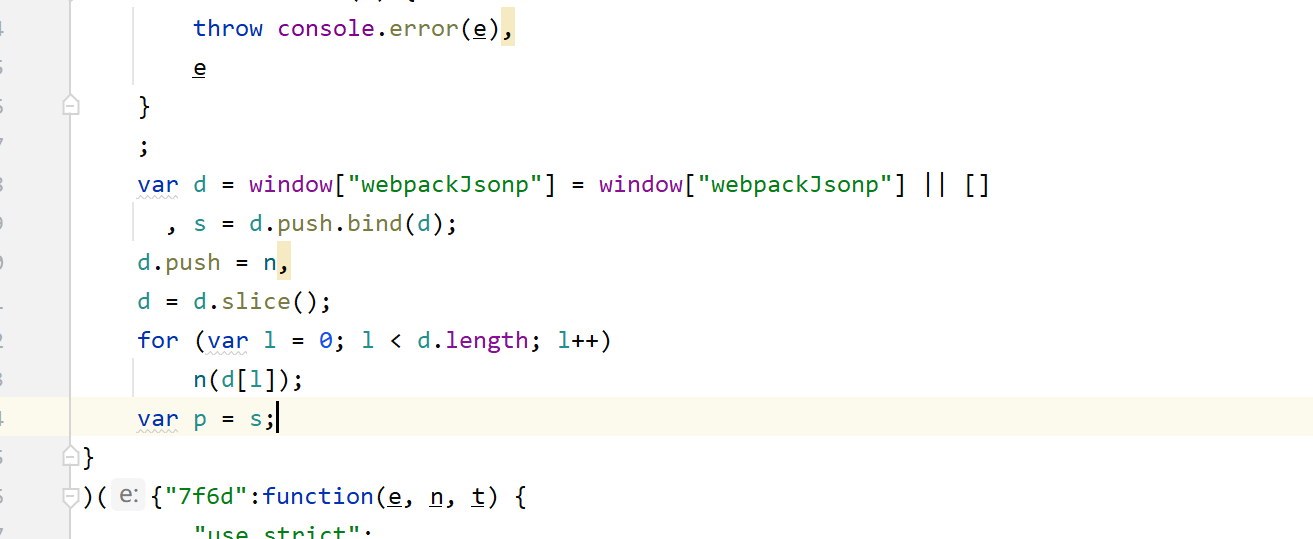 throw console.error(e),
e
}
;
var d = window["webpackJsonp"] = window["webpackJsonp"] || []
, s = d.push.bind(d);
d.push = n,
d = d.slice();
for (var l = 0; l < d.length; l++)
n(d[l]);
var p = s;
}
)( e: {"7f6d":function(e, n, t) {
"use strict";